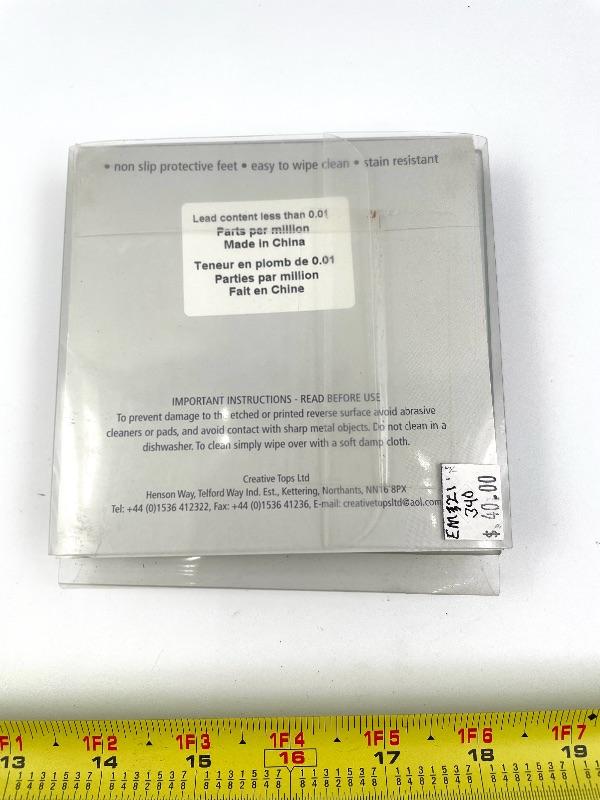 • non slip protective feet • easy to wipe clean • stain resistant
Lead content less than 0.01
Parts per million
Made in China
Teneur en plomb de 0.01
Parties par million
Fait en Chine
IMPORTANT INSTRUCTIONS - READ BEFORE USE
To prevent damage to the etched or printed reverse surface avoid abrasive
cleaners or pads, and avoid contact with sharp metal objects. Do not clean in a
dishwasher. To clean simply wipe over with a soft damp cloth.
Creative Tops Ltd
Henson Way, Telford Way Ind. Est., Kettering, Northants, NN16 8PX
Tel: +44 (0)1536 412322, Fax: +44 (0)1536 41236, E-mail: creativetopsltd@aol.com
340
$ 40.00
F1 1F2 1F3 1F4 1F5 1F6 1F7
13 14 15 16 17 18 19